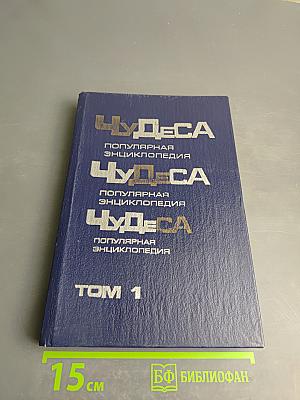 ЧуДеСА
ПОПУЛЯРНАЯ
ЭНЦИКЛОПЕДИЯ
ЧуДеСА
ПОПУЛЯРНАЯ
ЭНЦИКЛОПЕДИЯ
ЧуДеСА
ПОПУЛЯРНАЯ
ЭНЦИКЛОПЕДИЯ
ТОМ 1
15 см
БФ БИБЛИОФАН